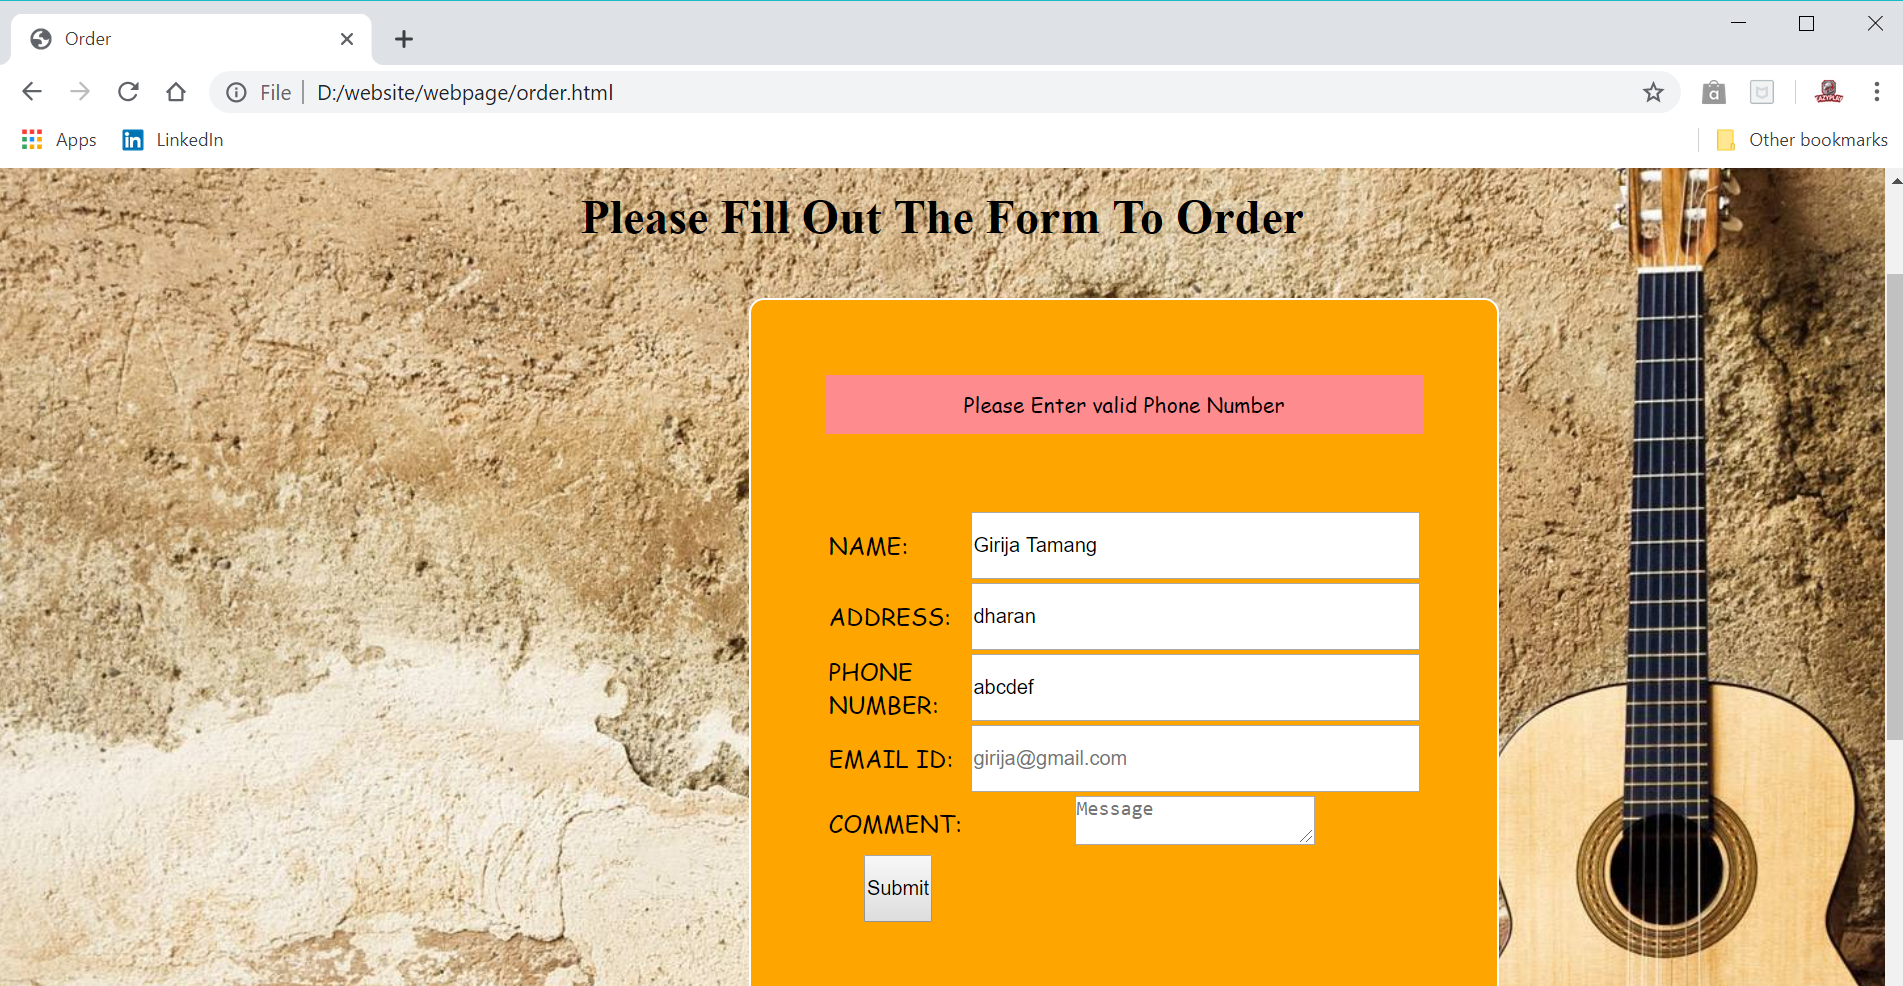 Order
File
D:/website/webpage/order.html
Apps
LinkedIn
Other bookmarks
Please Fill Out The Form To Order
Please Enter valid Phone Number
NAME:
Girija Tamang
ADDRESS:
dharan
PHONE
NUMBER:
abcdef
EMAIL ID:
girija@gmail.com
COMMENT:
Message
Submit